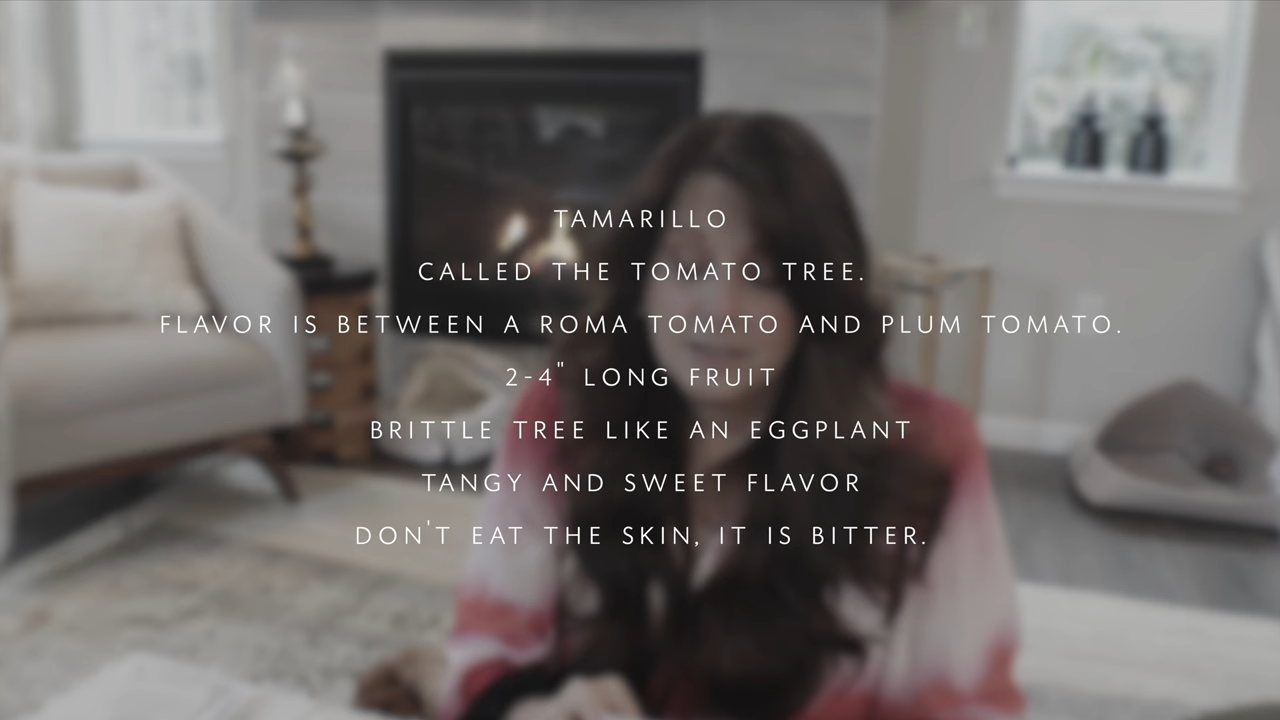 TAMARILLO
CALLED THE TOMATO TREE.
FLAVOR IS BETWEEN A ROMA TOMATO AND PLUM TOMATO.
2-4" LONG FRUIT
BRITTLE TREE LIKE AN EGGPLANT
TANGY AND SWEET FLAVOR
DON'T EAT THE SKIN, IT IS BITTER.